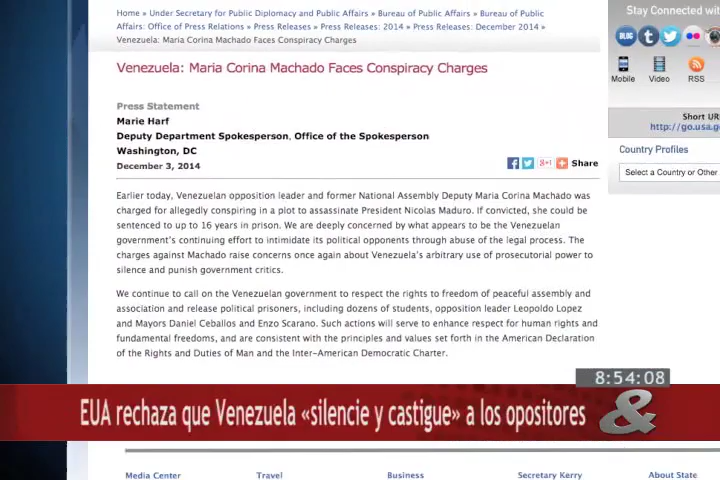 Home » Under Secretary for Public Diplomacy and Public Affairs » Bureau of Public Affairs » Bureau of Public
Affairs: Office of Press Relations » Press Releases » Press Releases: 2014 » Press Releases: December 2014 »
Venezuela: Maria Corina Machado Faces Conspiracy Charges
Stay Connected wit
BLOG
Mobile Video RSS
Venezuela: Maria Corina Machado Faces Conspiracy Charges
Press Statement
Marie Harf
Deputy Department Spokesperson, Office of the Spokesperson
Washington, DC
December 3, 2014
Share
Short UR
http://go.usa.g
Country Profiles
Select a Country or Other
Earlier today, Venezuelan opposition leader and former National Assembly Deputy Maria Corina Machado was
charged for allegedly conspiring in a plot to assassinate President Nicolas Maduro. If convicted, she could be
sentenced to up to 16 years in prison. We are deeply concerned by what appears to be the Venezuelan
government's continuing effort to intimidate its political opponents through abuse of the legal process. The
charges against Machado raise concerns once again about Venezuela's arbitrary use of prosecutorial power to
silence and punish government critics.
We continue to call on the Venezuelan government to respect the rights to freedom of peaceful assembly and
association and release political prisoners, including dozens of students, opposition leader Leopoldo Lopez
and Mayors Daniel Ceballos and Enzo Scarano. Such actions will serve to enhance respect for human rights and
fundamental freedoms, and are consistent with the principles and values set forth in the American Declaration
of the Rights and Duties of Man and the Inter-American Democratic Charter.
8:54:08
EUA rechaza que Venezuela «silencie y castigue» a los opositores &
Media Center Travel Business Secretary Kerry About State